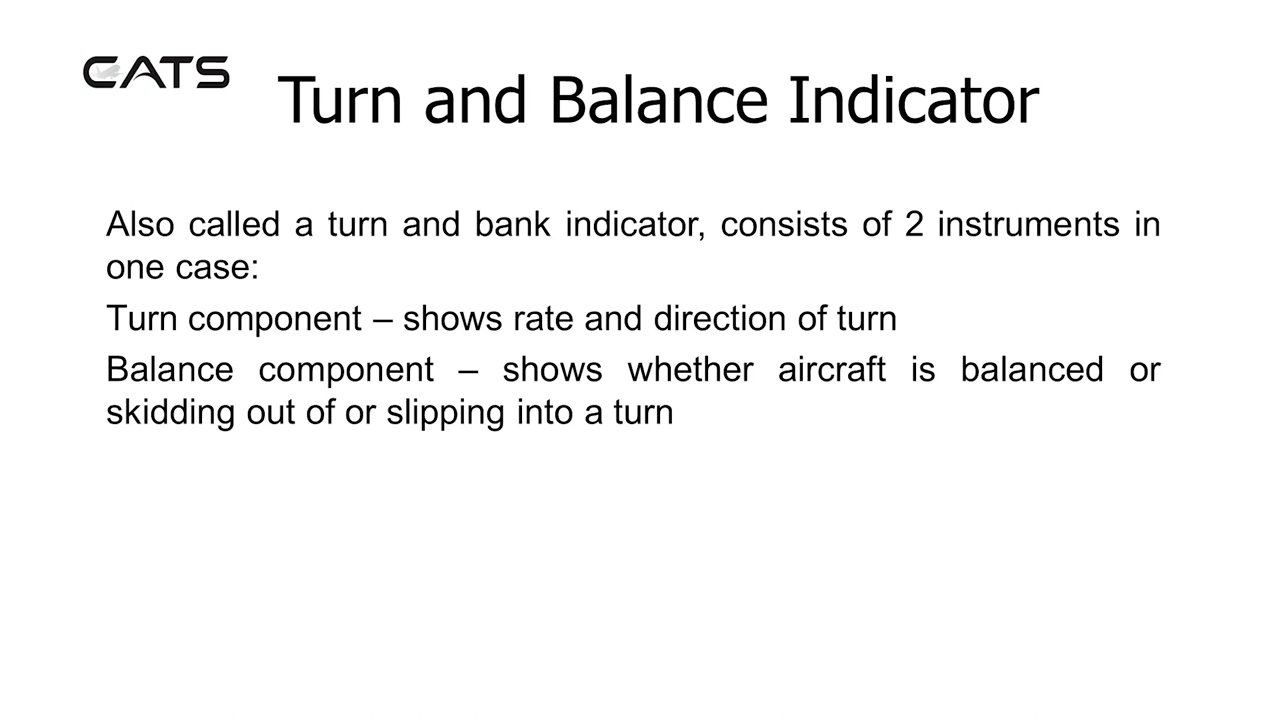 CATS
Turn and Balance Indicator
Also called a turn and bank indicator, consists of 2 instruments in
one case:
Turn component – shows rate and direction of turn
Balance component – shows whether aircraft is balanced or
skidding out of or slipping into a turn